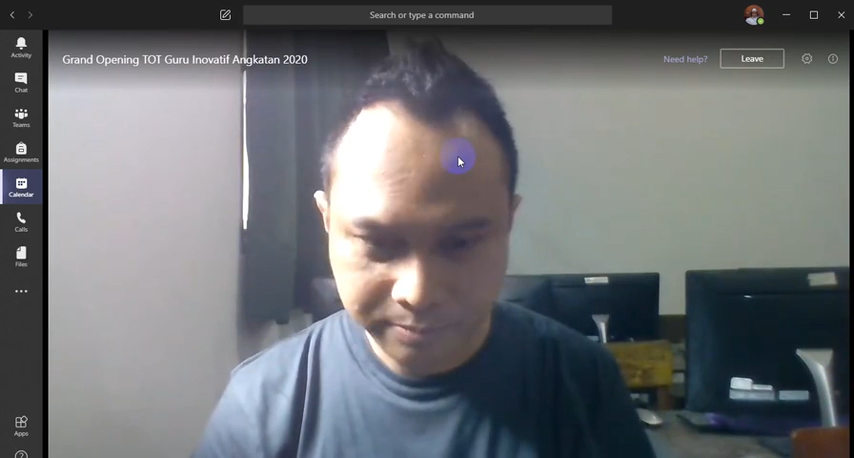 Search or type a command
Activity
Grand Opening TOT Guru Inovatif Angkatan 2020
Need help?
Leave
Chat
Teams
Assignments
Calendar
Calls
Files
Apps